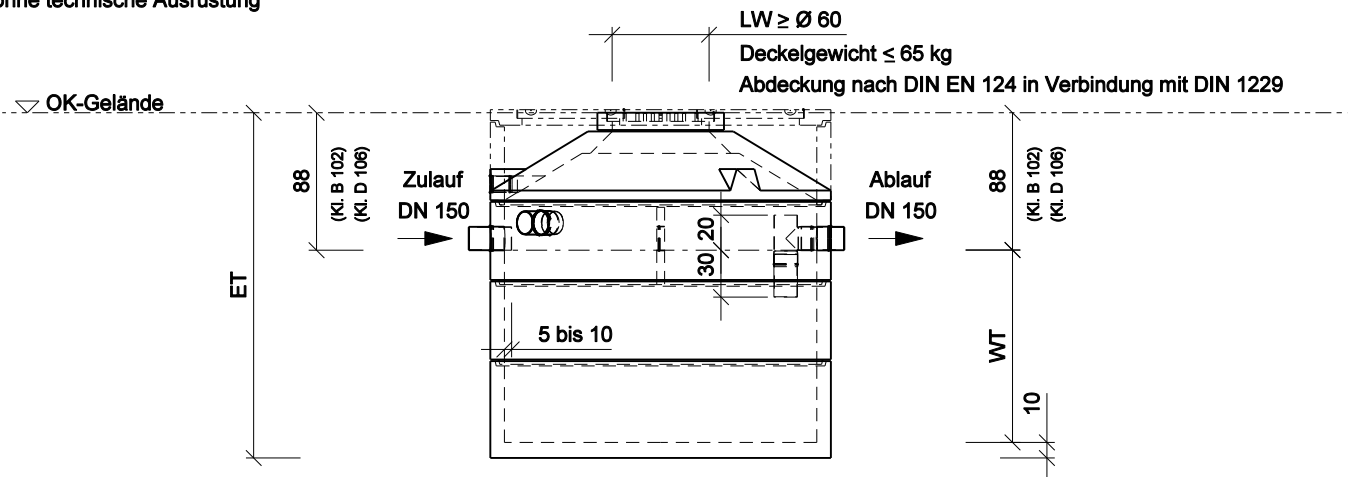 ohne technische Ausrüstung
LW ≥ Ø 60
Deckelgewicht ≤ 65 kg
Abdeckung nach DIN EN 124 in Verbindung mit DIN 1229
OK-Gelände
88
(Kl. B 102)
(Kl. D 106)
Zulauf
DN 150
Ablauf
DN 150
88
(Kl. B 102)
(Kl. D 106)
20
30
ET
5 bis 10
WT
10